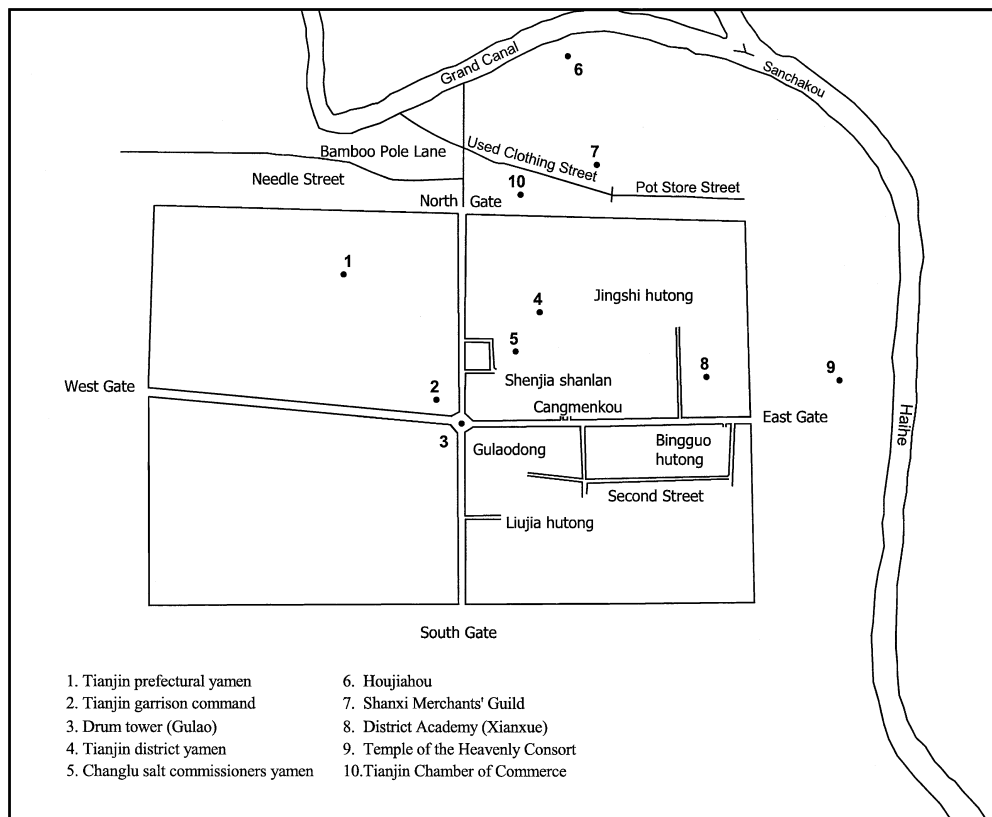 Grand Canal
6
Sanchakou
Used Clothing Street
7
Bamboo Pole Lane
Needle Street
10
Pot Store Street
North Gate
1
4
Jingshi hutong
5
8
9
Shenjia shanlan
West Gate
2
Cangmenkou
East Gate
3
Gulaodong
Bingguo
hutong
Haihe
Second Street
Liujia hutong
South Gate
1. Tianjin prefectural yamen
2. Tianjin garrison command
3. Drum tower (Gulao)
4. Tianjin district yamen
5. Changlu salt commissioners yamen
6. Houjiahou
7. Shanxi Merchants' Guild
8. District Academy (Xianxue)
9. Temple of the Heavenly Consort
10.Tianjin Chamber of Commerce